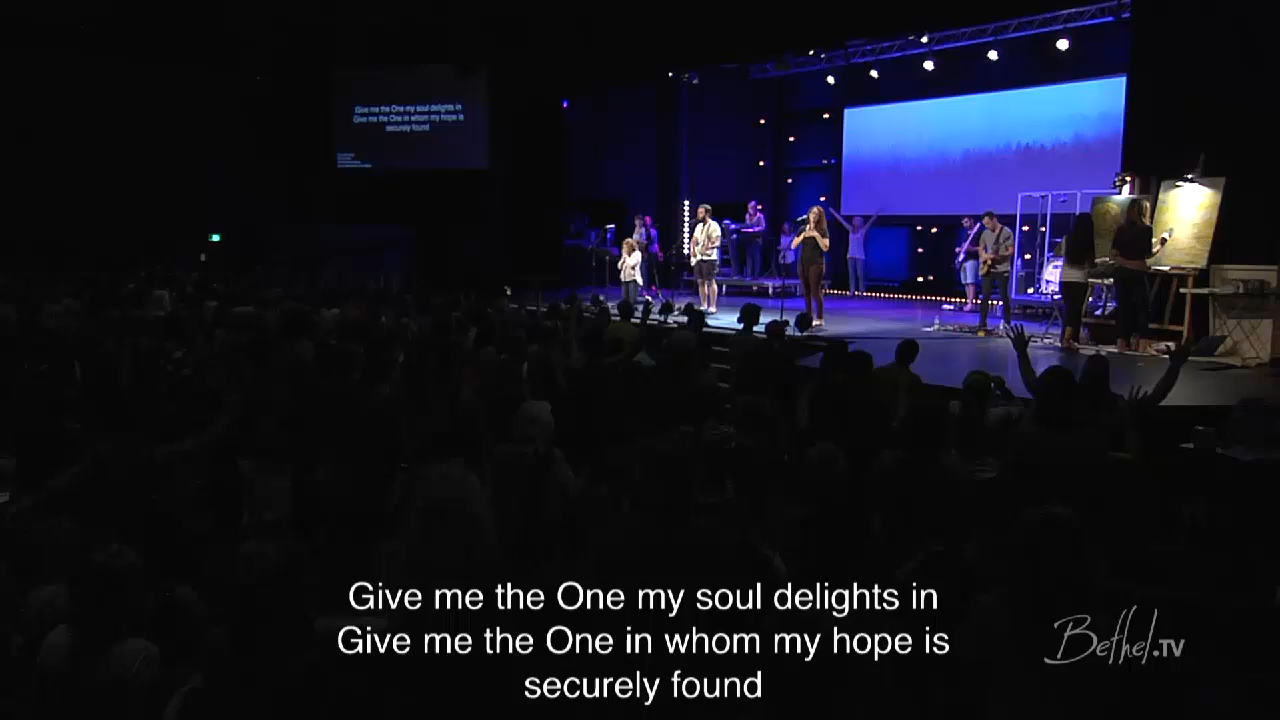 Give me the One my soul delights in
Give me the One in whom my hope is
securely found
Give me the One my soul delights in
Give me the One in whom my hope is
securely found
Bethel.TV